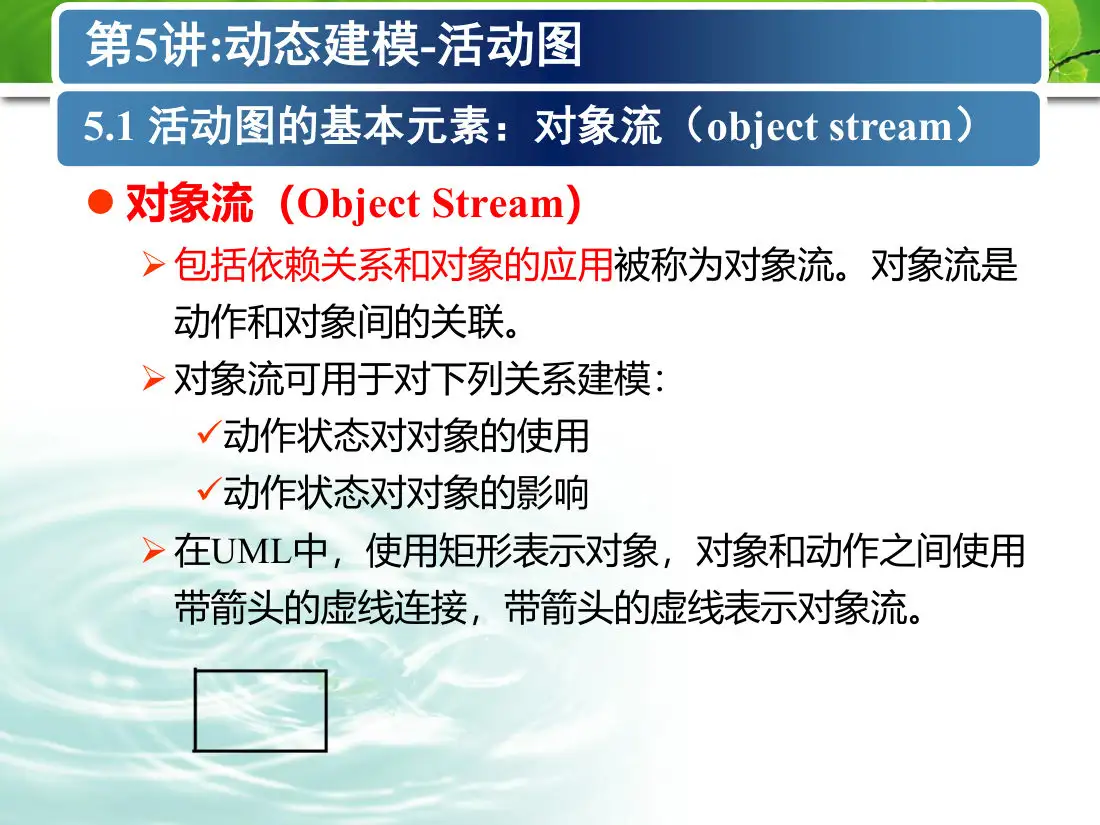 第5讲:动态建模-活动图
5.1 活动图的基本元素：对象流（object stream）
对象流（Object Stream）
包括依赖关系和对象的应用被称为对象流。对象流是
动作和对象间的关联。
对象流可用于对下列关系建模：
动作状态对对象的使用
动作状态对对象的影响
在UML中，使用矩形表示对象，对象和动作之间使用
带箭头的虚线连接，带箭头的虚线表示对象流。